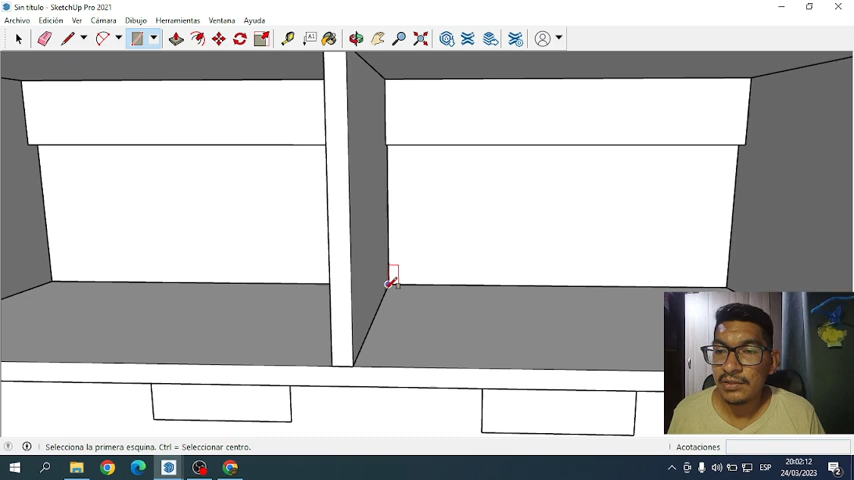 Sin título - SketchUp Pro 2021
Archivo Edición Ver Cámara Dibujo Herramientas Ventana Ayuda
Selecciona la primera esquina. Ctrl = Seleccionar centro.
Acotaciones
ESP
20:02:12
24/03/2023
2